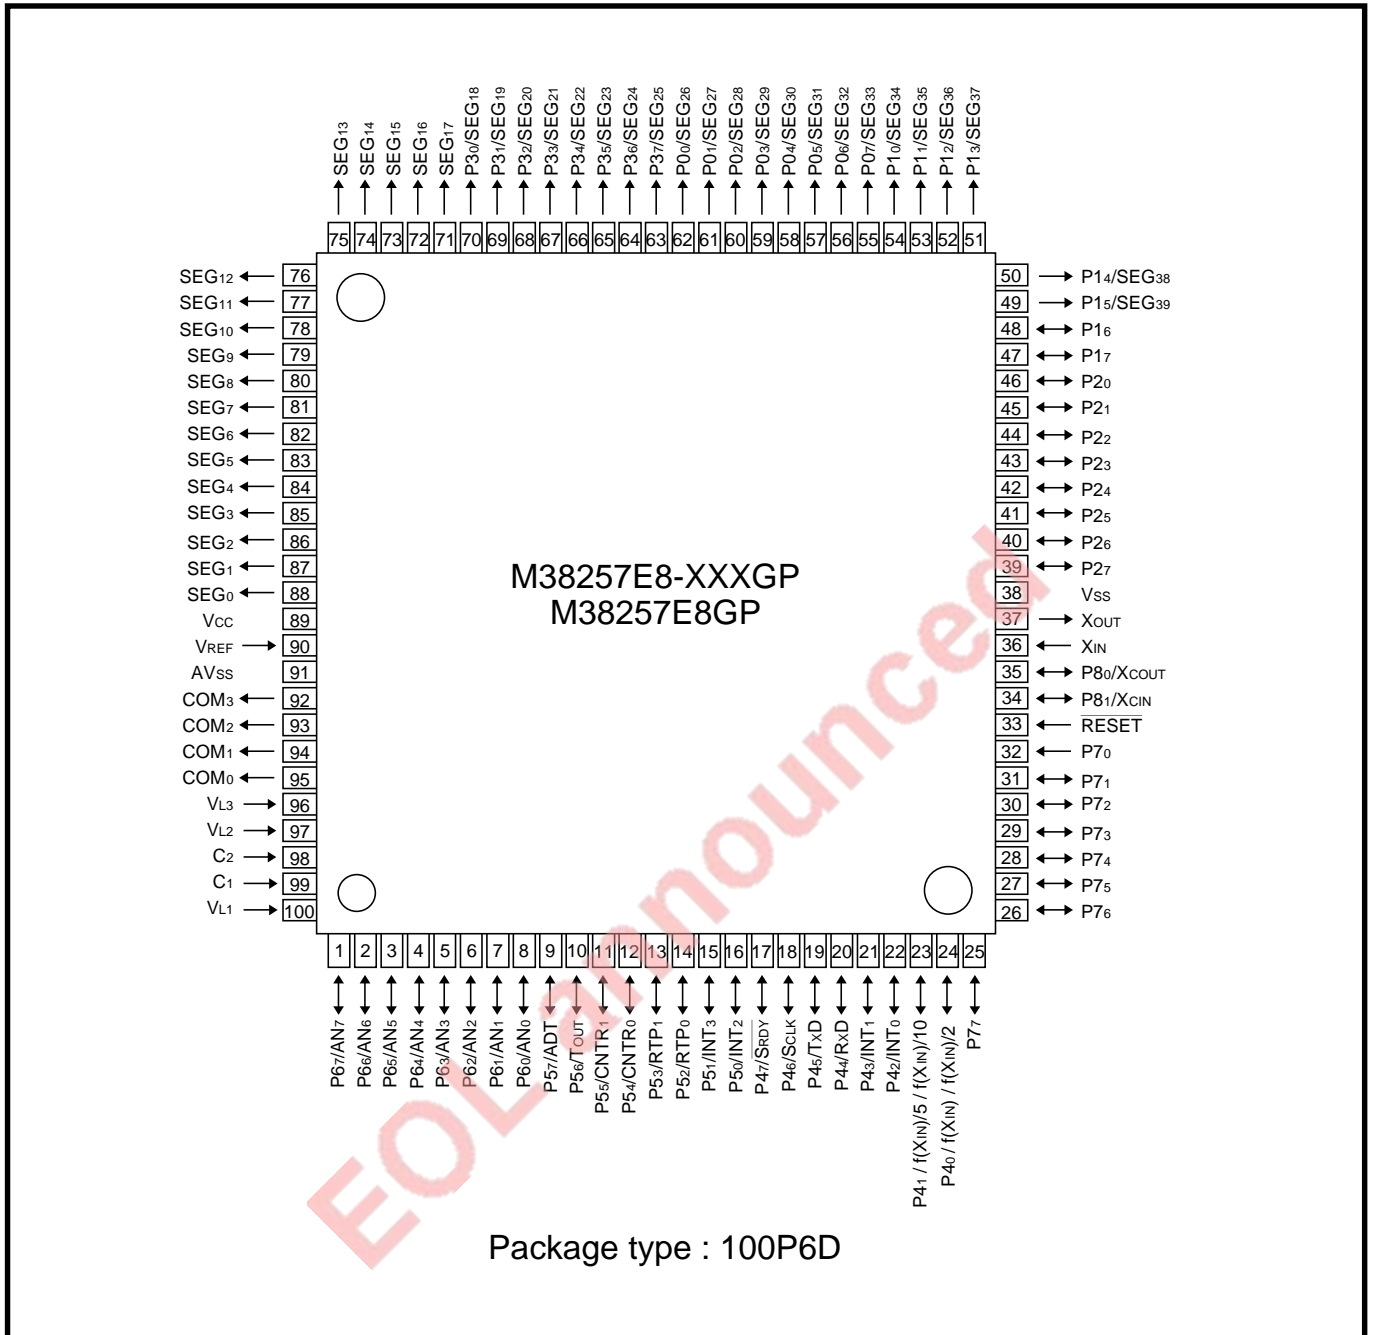 SEG13
SEG14
SEG15
SEG16
SEG17
P30/SEG18
P31/SEG19
P32/SEG20
P33/SEG21
P34/SEG22
P35/SEG23
P36/SEG24
P37/SEG25
P00/SEG26
P01/SEG27
P02/SEG28
P03/SEG29
P04/SEG30
P05/SEG31
P06/SEG32
P07/SEG33
P10/SEG34
P11/SEG35
P12/SEG36
P13/SEG37
75 74 73 72 71 70 69 68 67 66 65 64 63 62 61 60 59 58 57 56 55 54 53 52 51
SEG12 76
SEG11 77
SEG10 78
SEG9 79
SEG8 80
SEG7 81
SEG6 82
SEG5 83
SEG4 84
SEG3 85
SEG2 86
SEG1 87
SEG0 88
VCC 89
VREF 90
AVSS 91
COM3 92
COM2 93
COM1 94
COM0 95
VL3 96
VL2 97
C2 98
C1 99
VL1 100
M38257E8-XXXGP
M38257E8GP
50 P14/SEG38
49 P15/SEG39
48 P16
47 P17
46 P20
45 P21
44 P22
43 P23
42 P24
41 P25
40 P26
39 P27
38 VSS
37 XOUT
36 XIN
35 P80/XCOUT
34 P81/XCIN
33 RESET
32 P70
31 P71
30 P72
29 P73
28 P74
27 P75
26 P76
1 2 3 4 5 6 7 8 9 10 11 12 13 14 15 16 17 18 19 20 21 22 23 24 25
P67/AN7
P66/AN6
P65/AN5
P64/AN4
P63/AN3
P62/AN2
P61/AN1
P60/AN0
P57/ADT
P56/TOUT
P55/CNTR1
P54/CNTR0
P53/RTP1
P52/RTP0
P51/INT3
P50/INT2
P47/SRDY
P46/SCLK
P45/TXD
P44/RXD
P43/INT1
P42/INT0
P41 / f(XIN)/5 / f(XIN)/10
P40 / f(XIN) / f(XIN)/2
P77
EOL announced
Package type : 100P6D